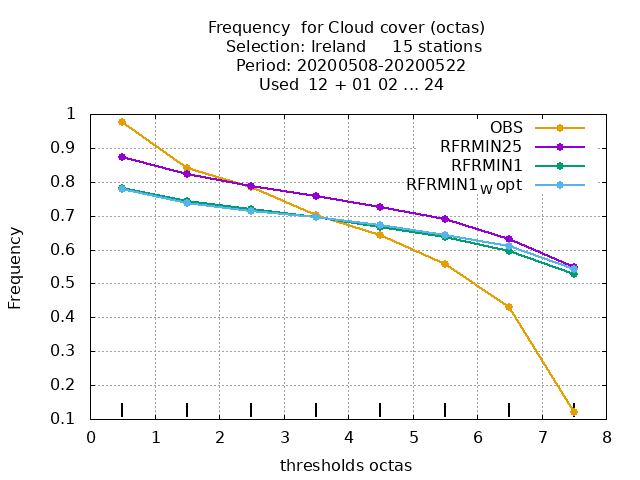 Frequency  for Cloud cover (octas)
Selection: Ireland     15 stations
Period: 20200508-20200522
Used 12 + 01 02 ... 24
OBS
RFRMIN25
RFRMIN1
RFRMIN1w opt
Frequency
1
0.9
0.8
0.7
0.6
0.5
0.4
0.3
0.2
0.1
0 1 2 3 4 5 6 7 8
thresholds octas